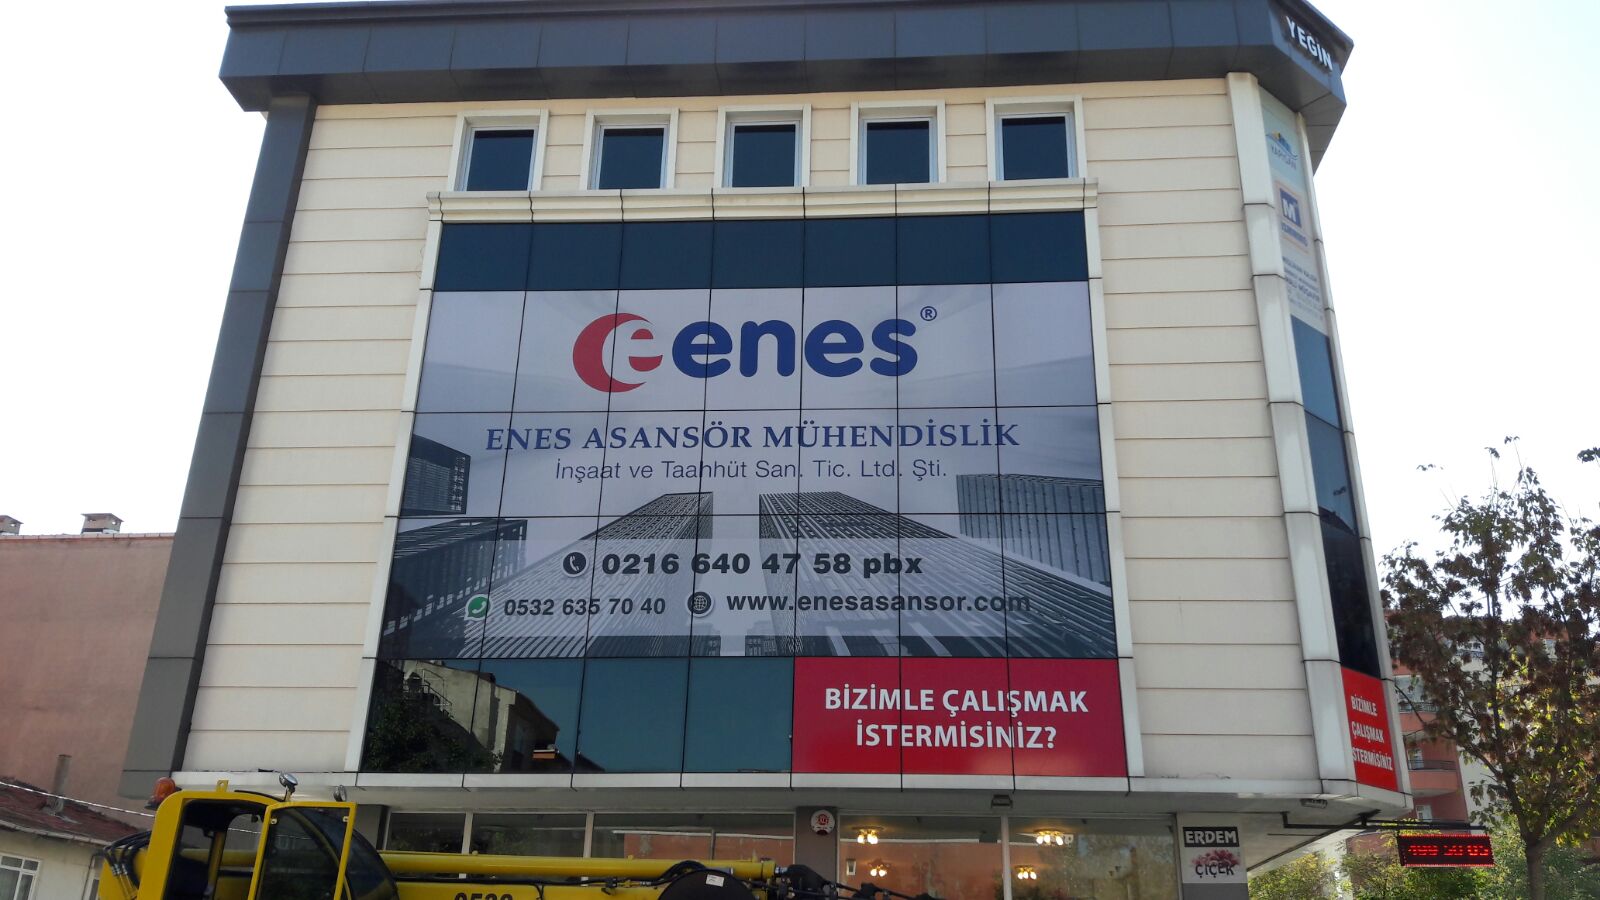 YEGİN
e enes®
ENES ASANSÖR MÜHENDİSLİK
İnşaat ve Taahhüt San. Tic. Ltd. Şti.
0216 640 47 58 pbx
0532 635 70 40
www.enesasansor.com
BİZİMLE ÇALIŞMAK
İSTERMİSİNİZ?
BİZİMLE
ÇALIŞMAK
İSTERMİSİNİZ
ERDEM
ÇİÇEK